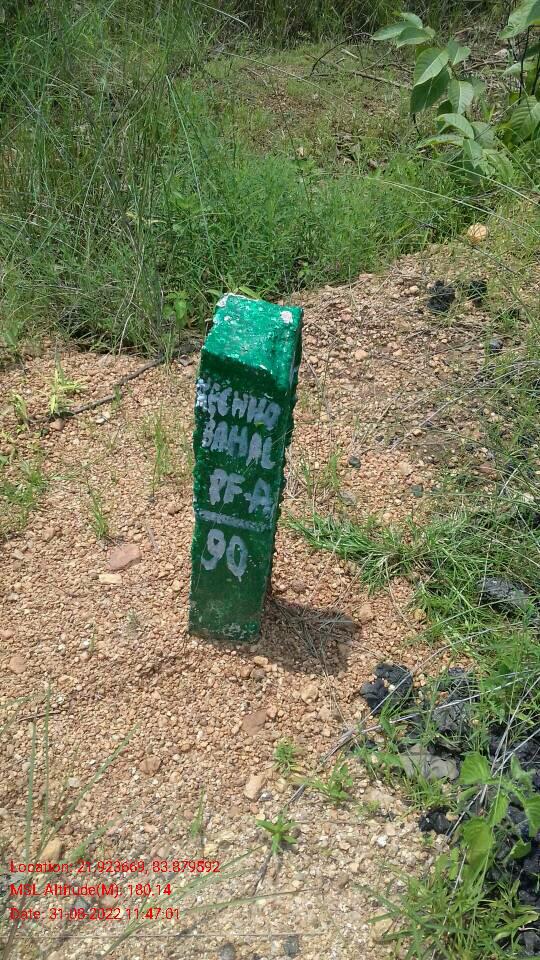 BAHAL
PF-A
90
Location: 21.923669, 83.879592
MSL Altitude(M): 180.14
Date: 31-08-2022 11:47:01